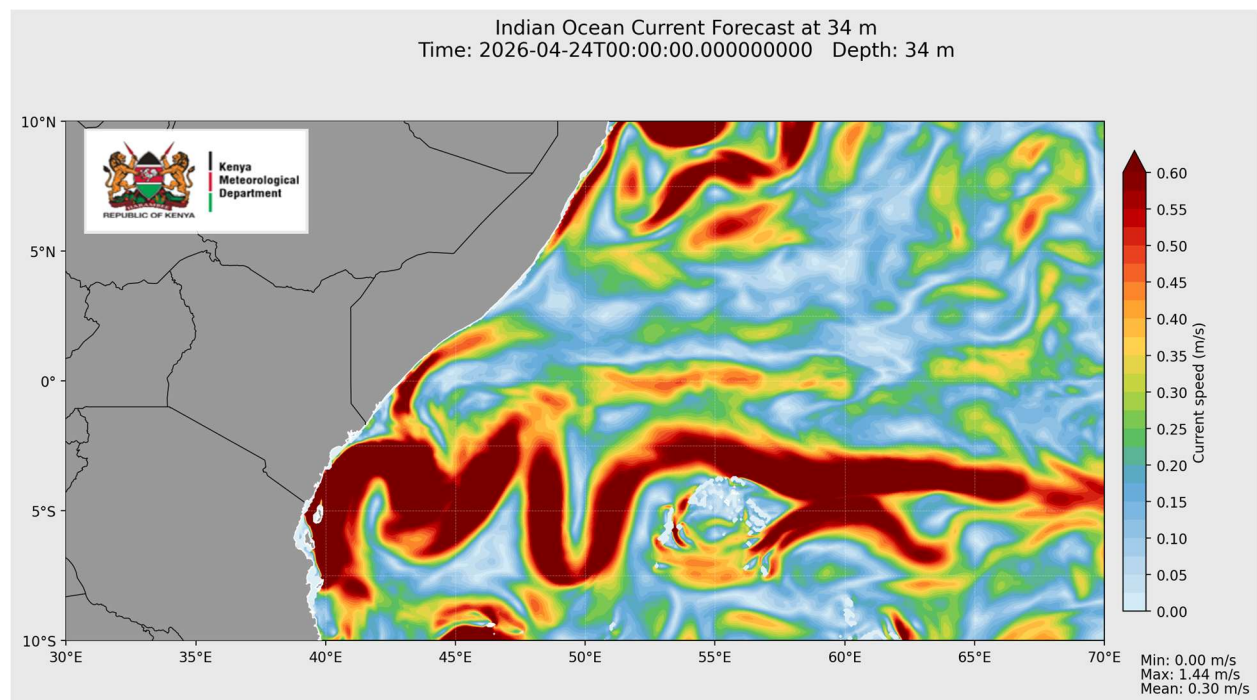 Indian Ocean Current Forecast at 34 m
Time: 2026-04-24T00:00:00.000000000   Depth: 34 m
10°N
5°N
0°
5°S
10°S
Kenya
Meteorological
Department
HARAMBEE
REPUBLIC OF KENYA
30°E
35°E
40°E
45°E
50°E
55°E
60°E
65°E
70°E
0.60
0.55
0.50
0.45
0.40
0.35
0.30
0.25
0.20
0.15
0.10
0.05
0.00
Current speed (m/s)
Min: 0.00 m/s
Max: 1.44 m/s
Mean: 0.30 m/s